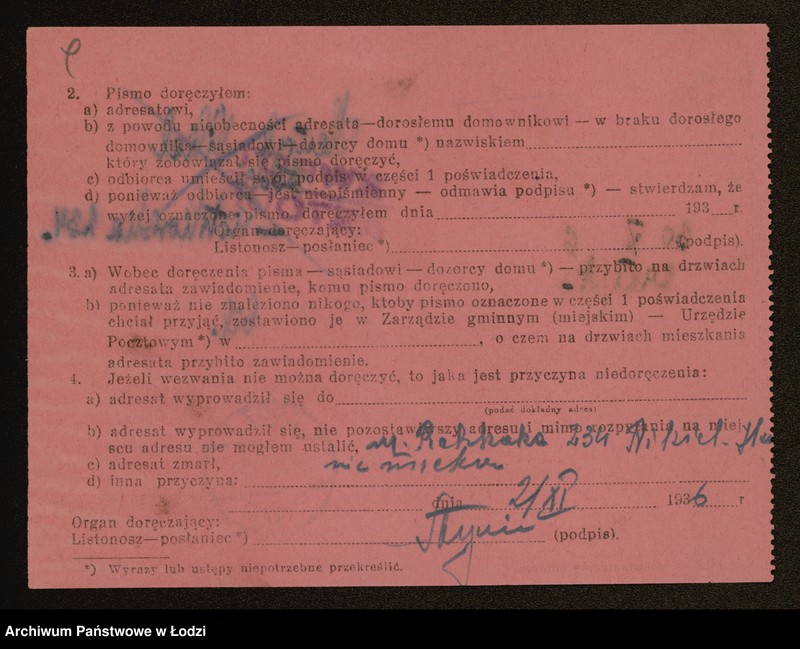 2. Pismo doręczyłem:
a) adresatowi,
b) z powodu nieobecności adresata—dorosłemu domownikowi — w braku dorosłego
domownika—sąsiadowi—dozorcy domu *) nazwiskiem
który zobowiązał się pismo doręczyć,
c) odbiorca umieścił swój podpis w części 1 poświadczenia,
d) ponieważ odbiorca—jest niepiśmienny — odmawia podpisu *) — stwierdzam, że
wyżej oznaczone pismo doręczyłem dnia 193 r.
Organ doręczający:
Listonosz—posłaniec *) (podpis).
3. a) Wobec doręczenia pisma — sąsiadowi — dozorcy domu *) — przybito na drzwiach
adresata zawiadomienie, komu pismo doręczono,
b) ponieważ nie znaleziono nikogo, ktoby pismo oznaczone w części 1 poświadczenia
chciał przyjąć, zostawiono je w Zarządzie gminnym (miejskim) — Urzędzie
Pocztowym *) w , o czem na drzwiach mieszkania
adresata przybito zawiadomienie.
4. Jeżeli wezwania nie można doręczyć, to jaka jest przyczyna niedoręczenia:
a) adresat wyprowadził się do
(podać dokładny adres)
b) adresat wyprowadził się, nie pozostawiwszy adresu i mimo rozpytania na miej-
scu adresu nie mogłem ustalić, 234
c) adresat zmarł, nie
d) inna przyczyna:
dnia 2/XI 1936 r
Organ doręczający:
Listonosz—posłaniec *) (podpis).
*) Wyrazy lub ustępy niepotrzebne przekreślić.
Archiwum Państwowe w Łodzi